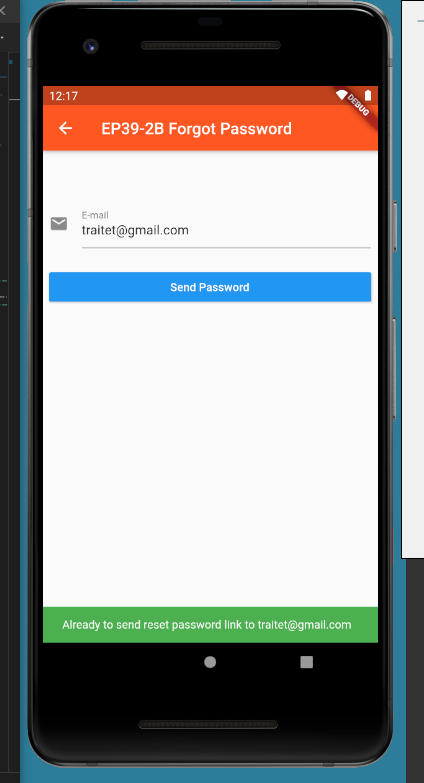 12:17
DEBUG
EP39-2B Forgot Password
E-mail
traitet@gmail.com
Send Password
Already to send reset password link to traitet@gmail.com